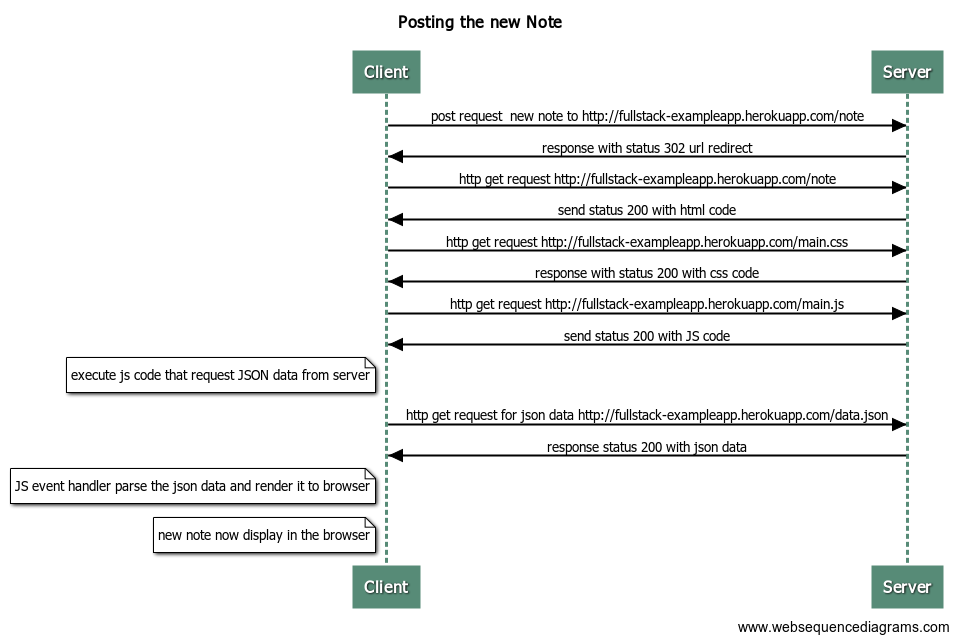 Posting the new Note
Client
Server
post request  new note to http://fullstack-exampleapp.herokuapp.com/note
response with status 302 url redirect
http get request http://fullstack-exampleapp.herokuapp.com/note
send status 200 with html code
http get request http://fullstack-exampleapp.herokuapp.com/main.css
response with status 200 with css code
http get request http://fullstack-exampleapp.herokuapp.com/main.js
send status 200 with JS code
execute js code that request JSON data from server
http get request for json data http://fullstack-exampleapp.herokuapp.com/data.json
response status 200 with json data
JS event handler parse the json data and render it to browser
new note now display in the browser
Client
Server
www.websequencediagrams.com